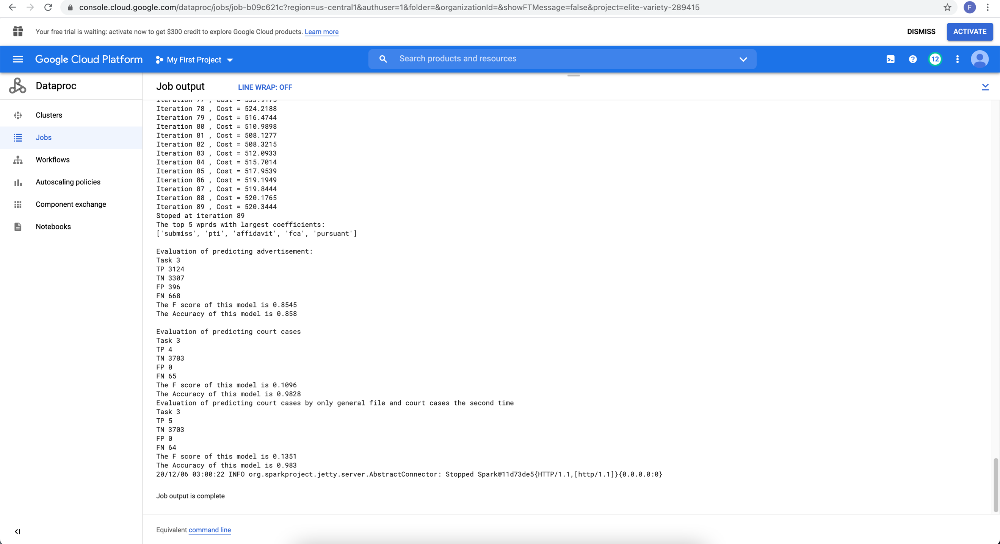 console.cloud.google.com/dataproc/jobs/job-b09c621c?region=us-central1&authuser=1&folder=&organizationId=&showFTMessage=false&project=elite-variety-289415
F
Your free trial is waiting: activate now to get $300 credit to explore Google Cloud products. Learn more
DISMISS
ACTIVATE
Google Cloud Platform
My First Project
Search products and resources
12
Dataproc
Clusters
Jobs
Workflows
Autoscaling policies
Component exchange
Notebooks
Job output
LINE WRAP: OFF
Iteration 77 , Cost =
Iteration 78 , Cost = 524.2188
Iteration 79 , Cost = 516.4744
Iteration 80 , Cost = 510.9898
Iteration 81 , Cost = 508.1277
Iteration 82 , Cost = 508.3215
Iteration 83 , Cost = 512.0933
Iteration 84 , Cost = 515.7014
Iteration 85 , Cost = 517.9539
Iteration 86 , Cost = 519.1949
Iteration 87 , Cost = 519.8444
Iteration 88 , Cost = 520.1765
Iteration 89 , Cost = 520.3444
Stoped at iteration 89
The top 5 wprds with largest coefficients:
['submiss', 'pti', 'affidavit', 'fca', 'pursuant']
Evaluation of predicting advertisement:
Task 3
TP 3124
TN 3307
FP 396
FN 668
The F score of this model is 0.8545
The Accuracy of this model is 0.858
Evaluation of predicting court cases
Task 3
TP 4
TN 3703
FP 0
FN 65
The F score of this model is 0.1096
The Accuracy of this model is 0.9828
Evaluation of predicting court cases by only general file and court cases the second time
Task 3
TP 5
TN 3703
FP 0
FN 64
The F score of this model is 0.1351
The Accuracy of this model is 0.983
20/12/06 03:00:22 INFO org.sparkproject.jetty.server.AbstractConnector: Stopped Spark@11d73de5{HTTP/1.1,[http/1.1]}{0.0.0.0:0}
Job output is complete
Equivalent command line